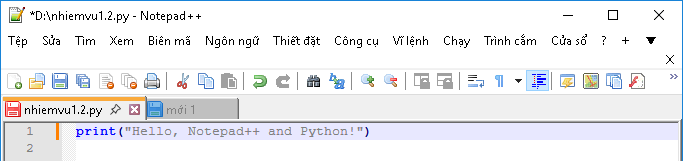 *D:\nhiemvu1.2.py - Notepad++
Tệp Sửa Tìm Xem Biên mã Ngôn ngữ Thiết đặt Công cụ Vĩ lệnh Chạy Trình cắm Cửa sổ ? + ▼
X
nhiemvu1.2.py mới 1
1 print("Hello, Notepad++ and Python!")
2